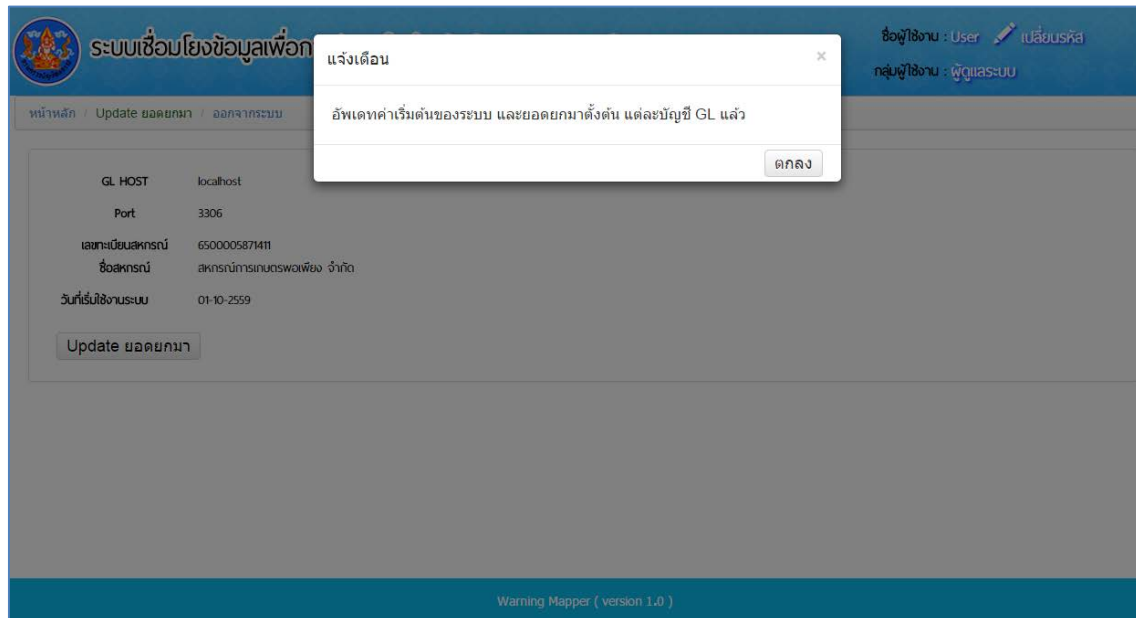 ระบบเชื่อมโยงข้อมูลเพื่อก
ชื่อผู้ใช้งาน : User เปลี่ยนรหัส
กลุ่มผู้ใช้งาน : ผู้ดูแลระบบ
แจ้งเตือน ×
อัพเดทค่าเริ่มต้นของระบบ และยอดยกมาตั้งต้น แต่ละบัญชี GL แล้ว
ตกลง
หน้าหลัก / Update ยอดยกมา / ออกจากระบบ
GL HOST localhost
Port 3306
เลขทะเบียนสหกรณ์ 6500005871411
ชื่อสหกรณ์ สหกรณ์การเกษตรพอเพียง จำกัด
วันที่เริ่มใช้งานระบบ 01-10-2559
Update ยอดยกมา
Warning Mapper ( version 1.0 )